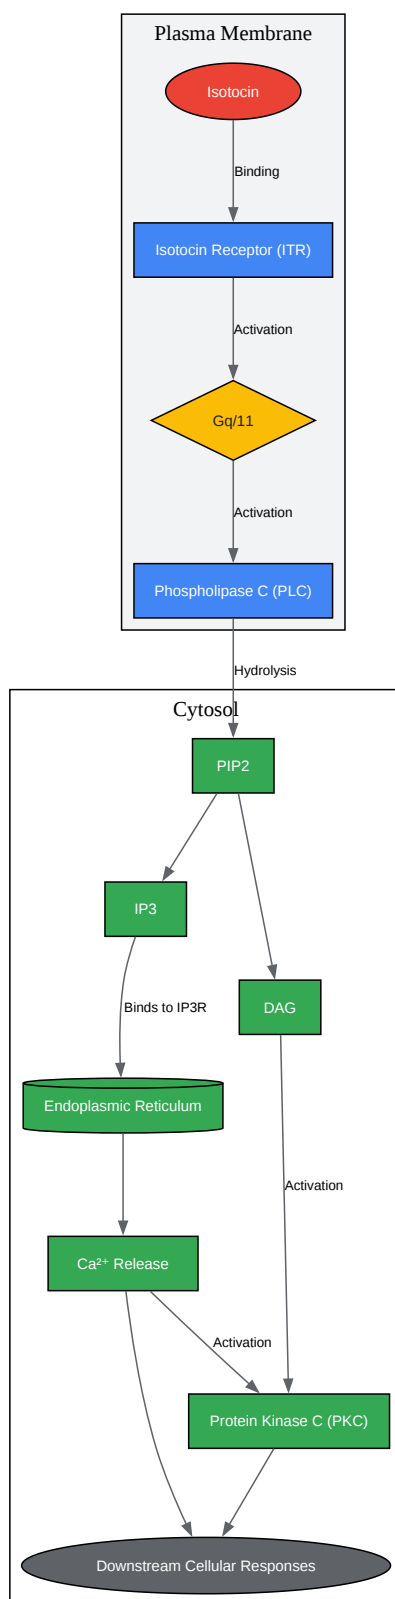 Plasma Membrane
Isotocin
Binding
Isotocin Receptor (ITR)
Activation
Gq/11
Activation
Phospholipase C (PLC)
Hydrolysis
Cytosol
PIP2
IP3
Binds to IP3R
DAG
Endoplasmic Reticulum
Activation
Ca²⁺ Release
Activation
Protein Kinase C (PKC)
Downstream Cellular Responses